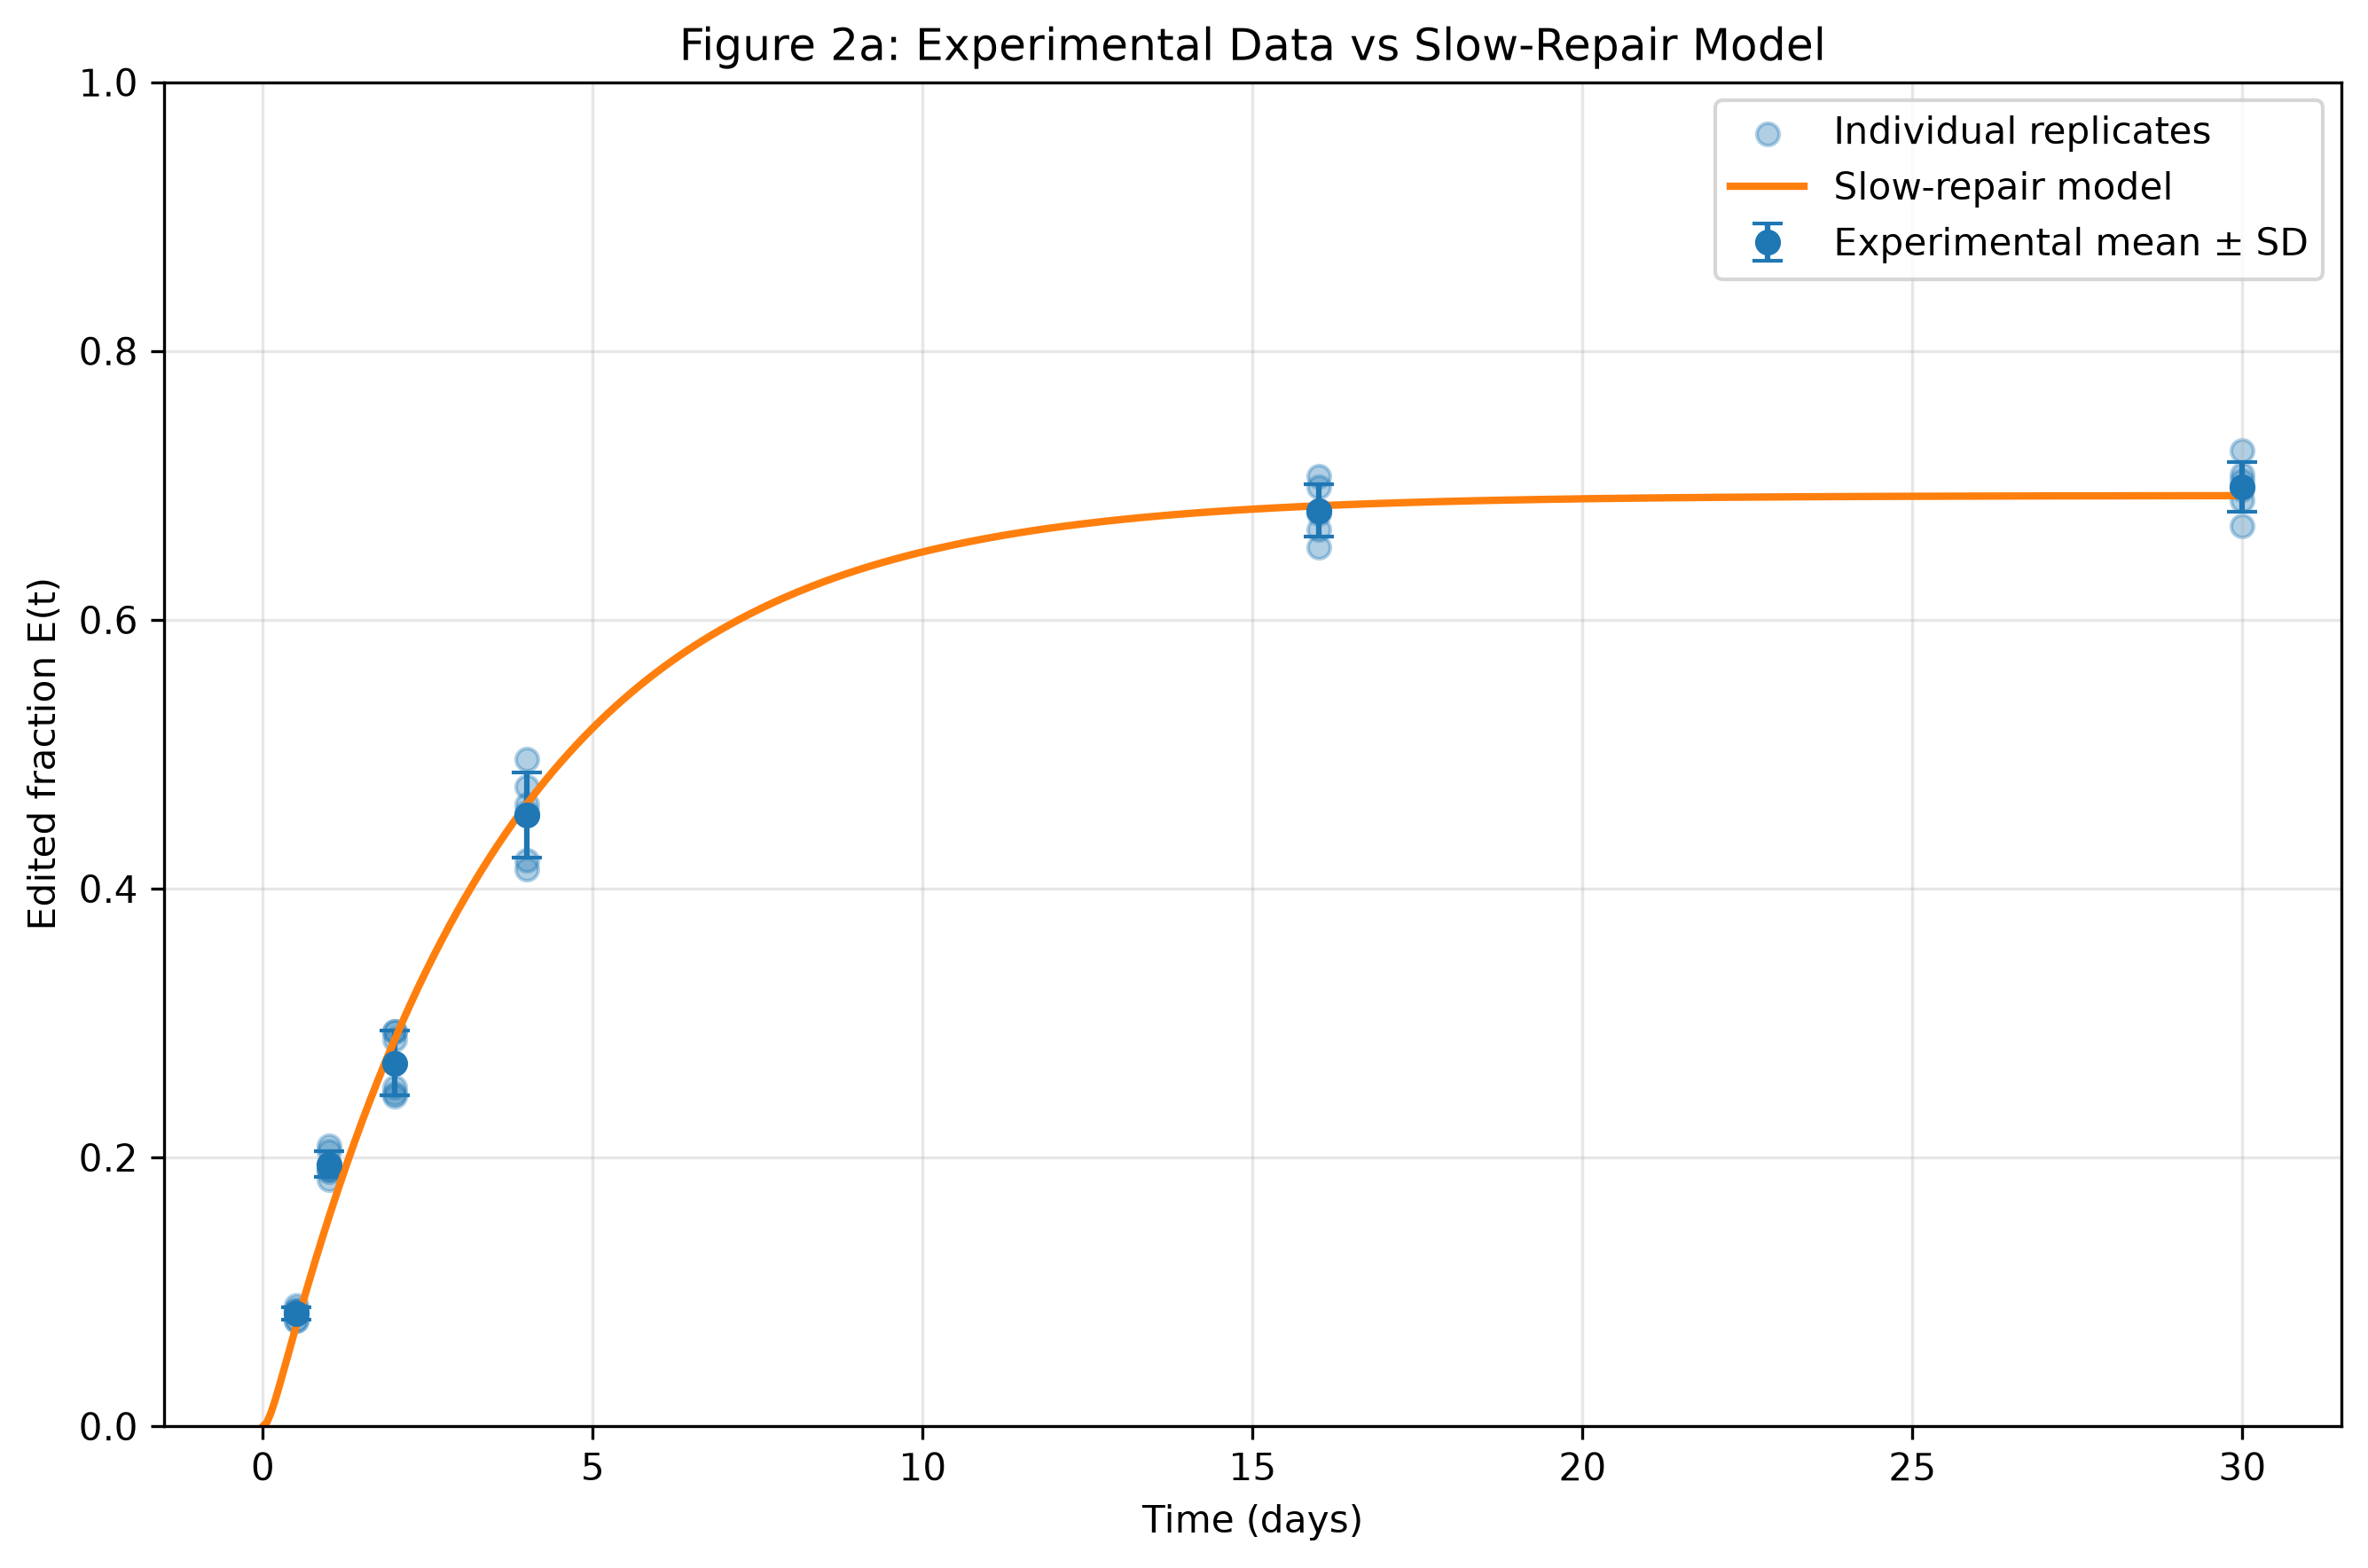 Figure 2a: Experimental Data vs Slow-Repair Model
1.0
0.8
0.6
0.4
0.2
0.0
Edited fraction E(t)
Individual replicates
Slow-repair model
Experimental mean ± SD
0 5 10 15 20 25 30
Time (days)